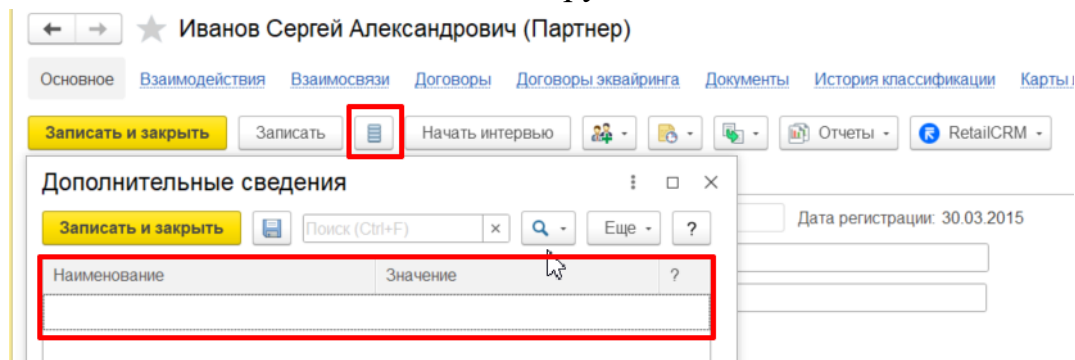 Иванов Сергей Александрович (Партнер)
Основное Взаимодействия Взаимосвязи Договоры Договоры эквайринга Документы История классификации Карты
Записать и закрыть Записать Начать интервью Отчеты RetailCRM
Дополнительные сведения
Записать и закрыть Поиск (Ctrl+F) × Еще ?
Дата регистрации: 30.03.2015
Наименование Значение ?